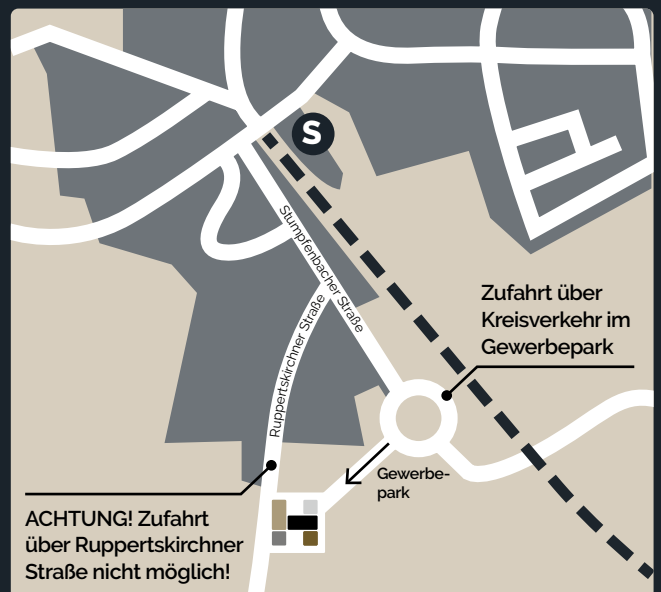 S
Stumpfenbacher Straße
Ruppertskirchner Straße
Zufahrt über
Kreisverkehr im
Gewerbepark
Gewerbe-
park
ACHTUNG! Zufahrt
über Ruppertskirchner
Straße nicht möglich!